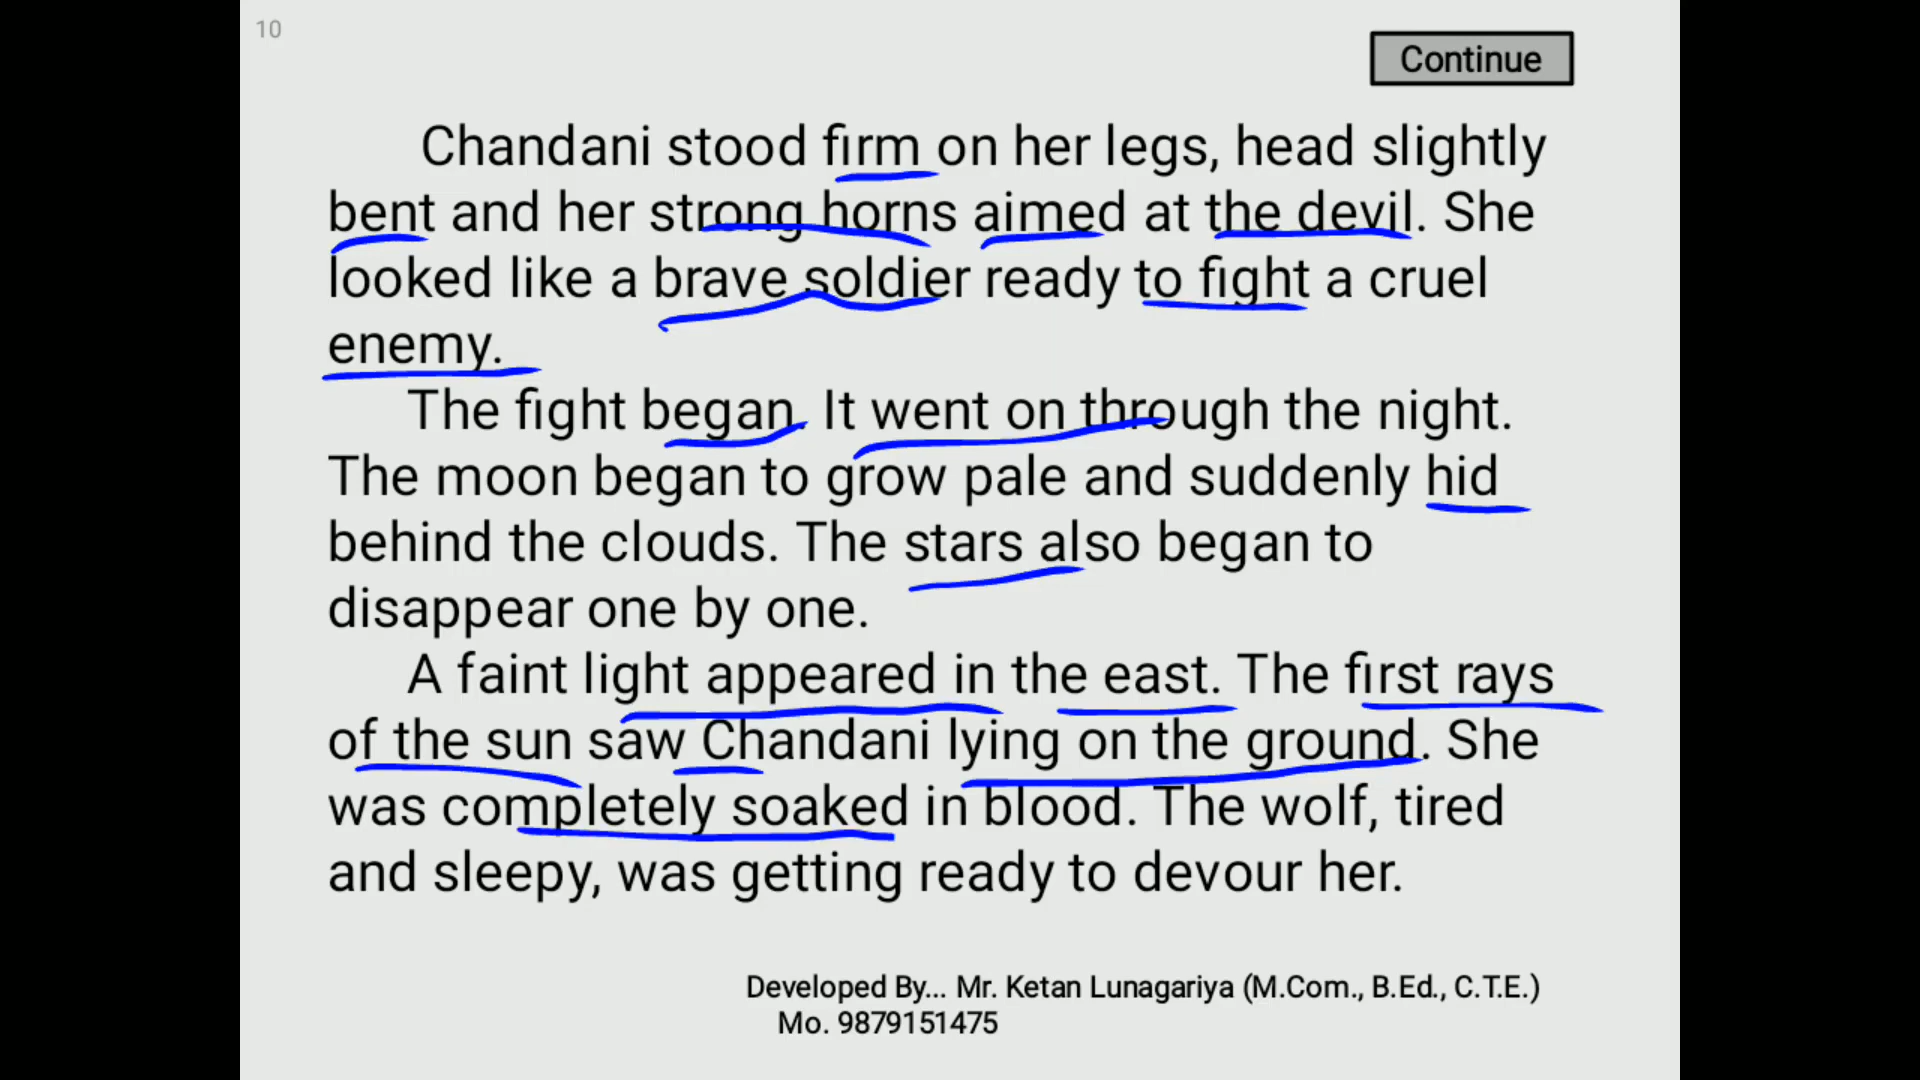 10
Continue
Chandani stood firm on her legs, head slightly
bent and her strong horns aimed at the devil. She
looked like a brave soldier ready to fight a cruel
enemy.
The fight began. It went on through the night.
The moon began to grow pale and suddenly hid
behind the clouds. The stars also began to
disappear one by one.
A faint light appeared in the east. The first rays
of the sun saw Chandani lying on the ground. She
was completely soaked in blood. The wolf, tired
and sleepy, was getting ready to devour her.
Developed By... Mr. Ketan Lunagariya (M.Com., B.Ed., C.T.E.)
Mo. 9879151475